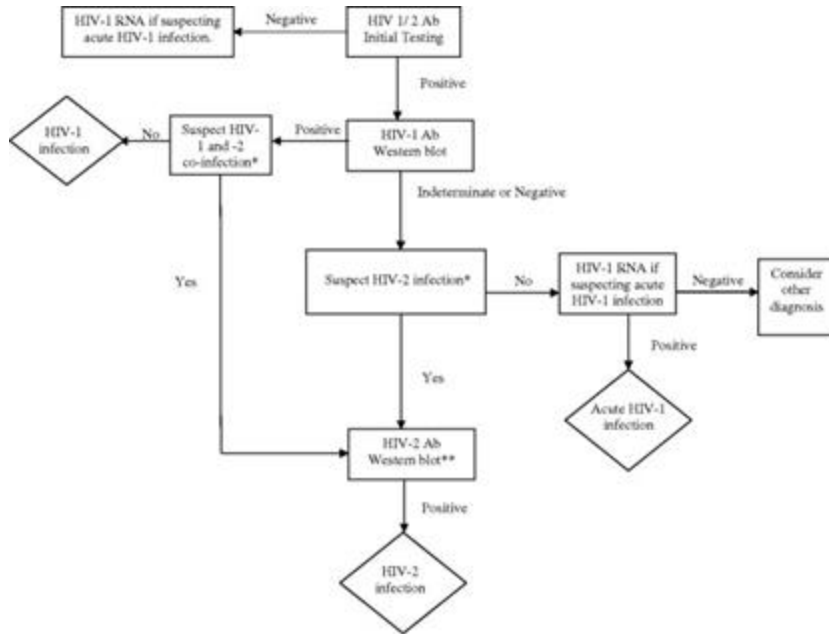 HIV-1 RNA if suspecting
acute HIV-1 infection.
Negative
HIV 1/ 2 Ab
Initial Testing
Positive
HIV-1
infection
No
Suspect HIV-
1 and -2
co-infection*
Positive
HIV-1 Ab
Western blot
Indeterminate or Negative
Yes
Suspect HIV-2 infection*
No
HIV-1 RNA if
suspecting acute
HIV-1 infection
Negative
Consider
other
diagnosis
Positive
Yes
Acute HIV-1
infection
HIV-2 Ab
Western blot**
Positive
HIV-2
infection